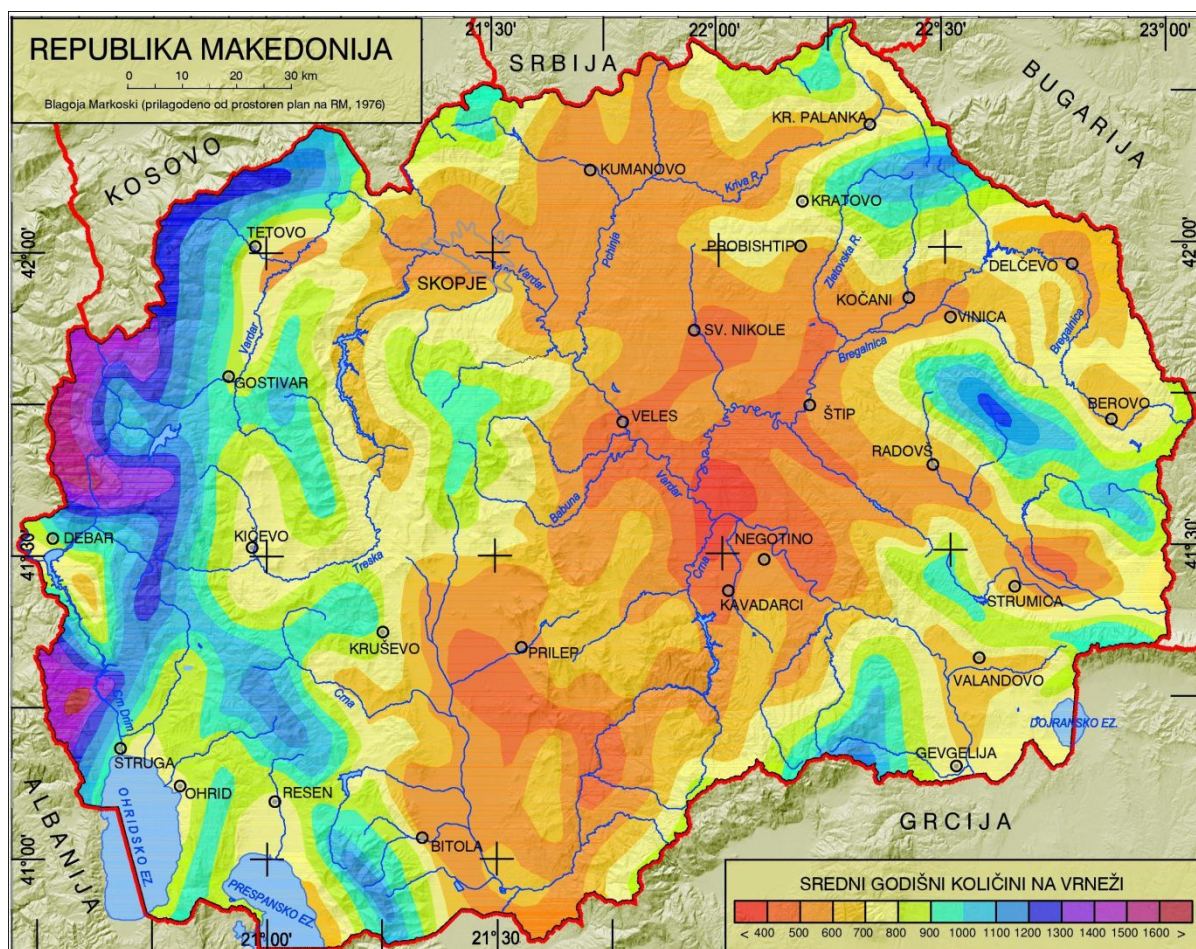 REPUBLIKA MAKEDONIJA
0 10 20 30 km
Blagoja Markoski (prilagodeno od prostoren plan na RM, 1976)
21°30'
22°00'
22°30'
23°00'
SRBIJA
BUGARIJA
KOSOVO
KR. PALANKA
KUMANOVO
Kriva R.
KRATOVO
TETOVO
Pchinja
PROBISHTIP
Zletovska R.
42°00'
42°00'
DELČEVO
SKOPJE
Vardar
KOČANI
VINICA
Bregalnica
Vardar
SV. NIKOLE
Bregalnica
GOSTIVAR
VELES
ŠTIP
BEROVO
RADOVŠ
Vardar
Babuna
DEBAR
KIČEVO
Treska
NEGOTINO
Crna
41°30'
41°30'
KAVADARCI
STRUMICA
KRUŠEVO
PRILEP
VALANDOVO
Crna
Crn Drim
DOJRANSKO EZ.
STRUGA
GEVGELIJA
OHRID
RESEN
ALBANIJA
OHRIDSKO EZ.
BITOLA
GRCIJA
41°00'
41°00'
PRESPANSKO EZ.
21°00'
21°30'
SREDNI GODIŠNI KOLIČINI NA VRNEŽI
< 400 500 600 700 800 900 1000 1100 1200 1300 1400 1500 1600 >